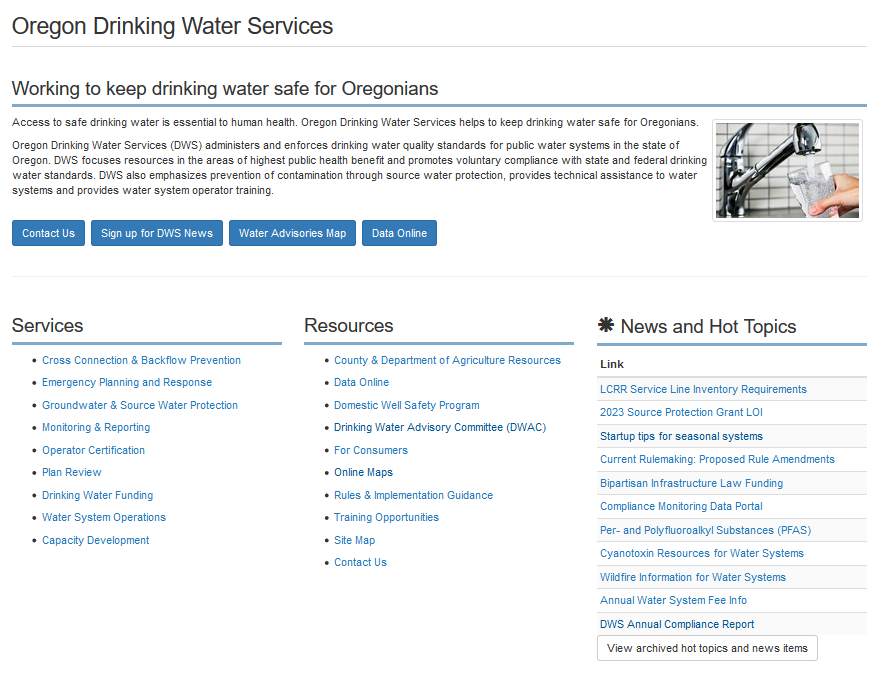 Oregon Drinking Water Services
Working to keep drinking water safe for Oregonians
Access to safe drinking water is essential to human health. Oregon Drinking Water Services helps to keep drinking water safe for Oregonians.
Oregon Drinking Water Services (DWS) administers and enforces drinking water quality standards for public water systems in the state of
Oregon. DWS focuses resources in the areas of highest public health benefit and promotes voluntary compliance with state and federal drinking
water standards. DWS also emphasizes prevention of contamination through source water protection, provides technical assistance to water
systems and provides water system operator training.
Contact Us
Sign up for DWS News
Water Advisories Map
Data Online
Services
Cross Connection & Backflow Prevention
Emergency Planning and Response
Groundwater & Source Water Protection
Monitoring & Reporting
Operator Certification
Plan Review
Drinking Water Funding
Water System Operations
Capacity Development
Resources
County & Department of Agriculture Resources
Data Online
Domestic Well Safety Program
Drinking Water Advisory Committee (DWAC)
For Consumers
Online Maps
Rules & Implementation Guidance
Training Opportunities
Site Map
Contact Us
News and Hot Topics
Link
LCRR Service Line Inventory Requirements
2023 Source Protection Grant LOI
Startup tips for seasonal systems
Current Rulemaking: Proposed Rule Amendments
Bipartisan Infrastructure Law Funding
Compliance Monitoring Data Portal
Per- and Polyfluoroalkyl Substances (PFAS)
Cyanotoxin Resources for Water Systems
Wildfire Information for Water Systems
Annual Water System Fee Info
DWS Annual Compliance Report
View archived hot topics and news items